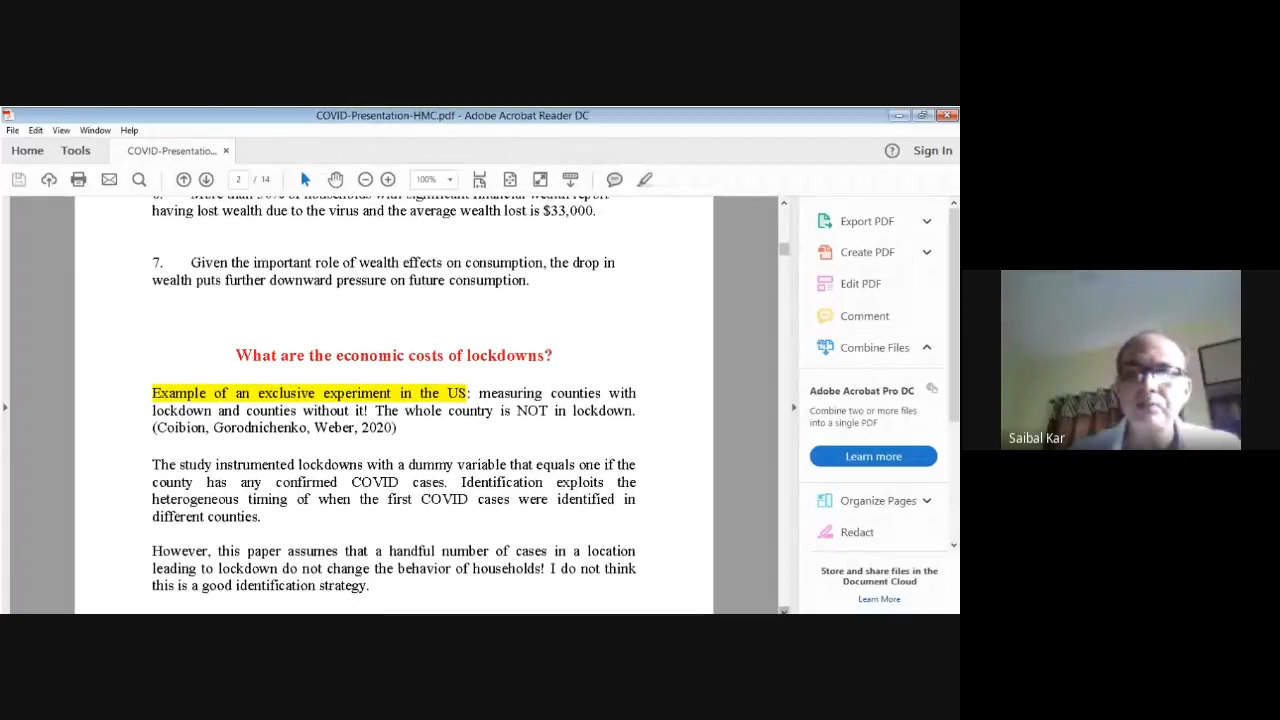 COVID-Presentation-HMC.pdf - Adobe Acrobat Reader DC
File Edit View Window Help
Home Tools COVID-Presentatio... × ? Sign In
2 / 14 100%
having lost wealth due to the virus and the average wealth lost is $33,000.
7. Given the important role of wealth effects on consumption, the drop in
wealth puts further downward pressure on future consumption.
What are the economic costs of lockdowns?
Example of an exclusive experiment in the US: measuring counties with
lockdown and counties without it! The whole country is NOT in lockdown.
(Coibion, Gorodnichenko, Weber, 2020)
The study instrumented lockdowns with a dummy variable that equals one if the
county has any confirmed COVID cases. Identification exploits the
heterogeneous timing of when the first COVID cases were identified in
different counties.
However, this paper assumes that a handful number of cases in a location
leading to lockdown do not change the behavior of households! I do not think
this is a good identification strategy.
Export PDF
Create PDF
Edit PDF
Comment
Combine Files
Adobe Acrobat Pro DC
Combine two or more files
into a single PDF
Learn more
Organize Pages
Redact
Store and share files in the
Document Cloud
Learn More
Saibal Kar